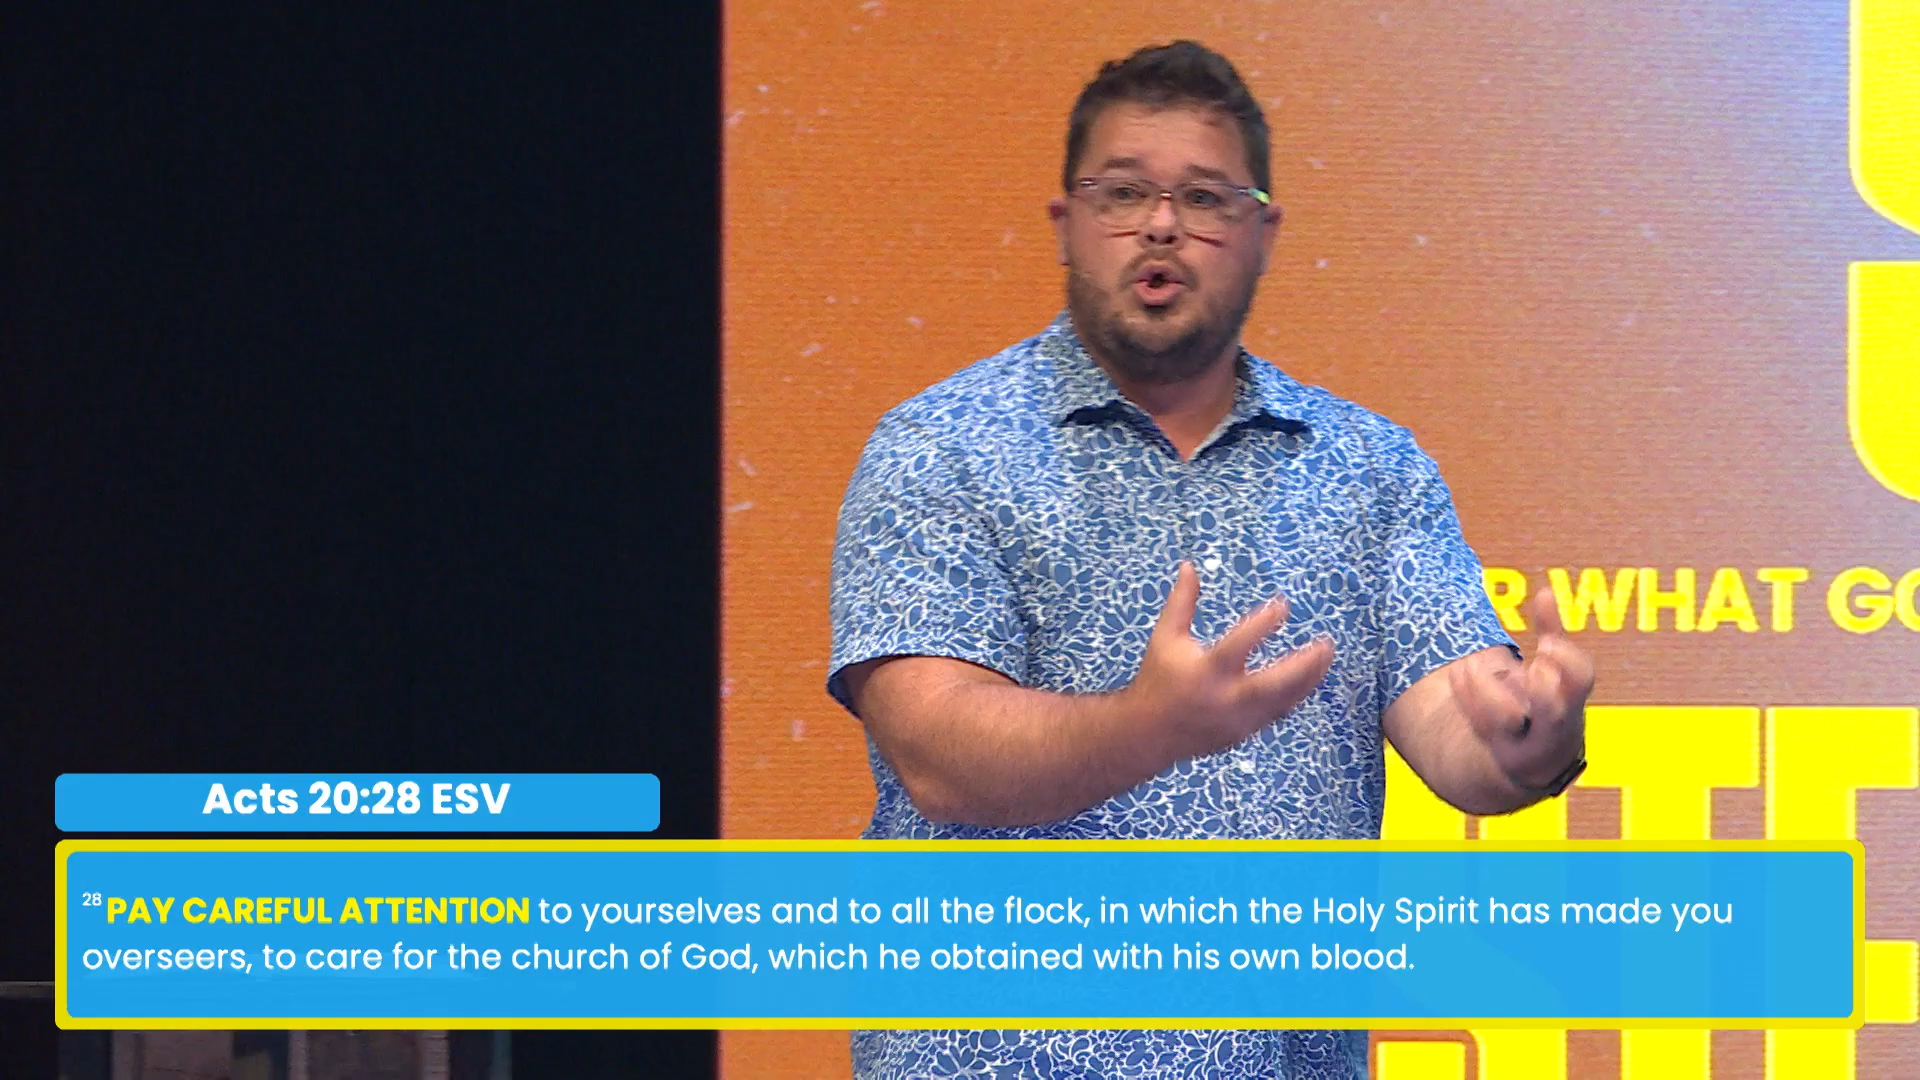 R WHAT GO
Acts 20:28 ESV
28 PAY CAREFUL ATTENTION to yourselves and to all the flock, in which the Holy Spirit has made you
overseers, to care for the church of God, which he obtained with his own blood.